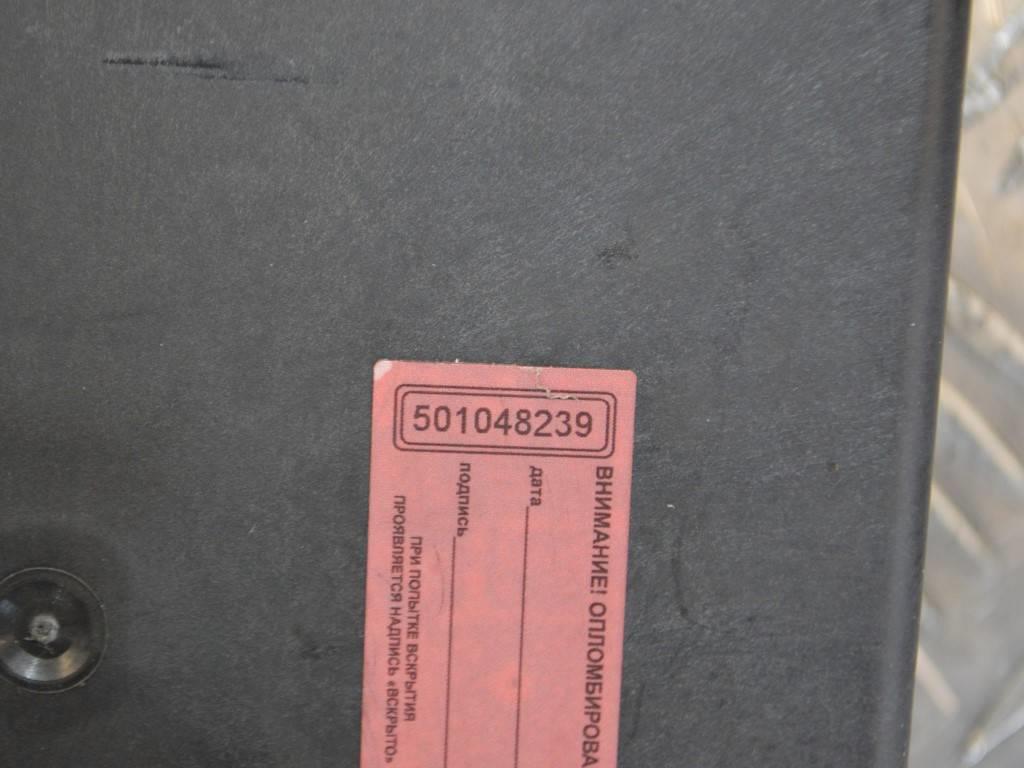 501048239
ВНИМАНИЕ! ОПЛОМБИРОВА
дата
подпись
ПРИ ПОПЫТКЕ ВСКРЫТИЯ
ПРОЯВЛЯЕТСЯ НАДПИСЬ «ВСКРЫТО»